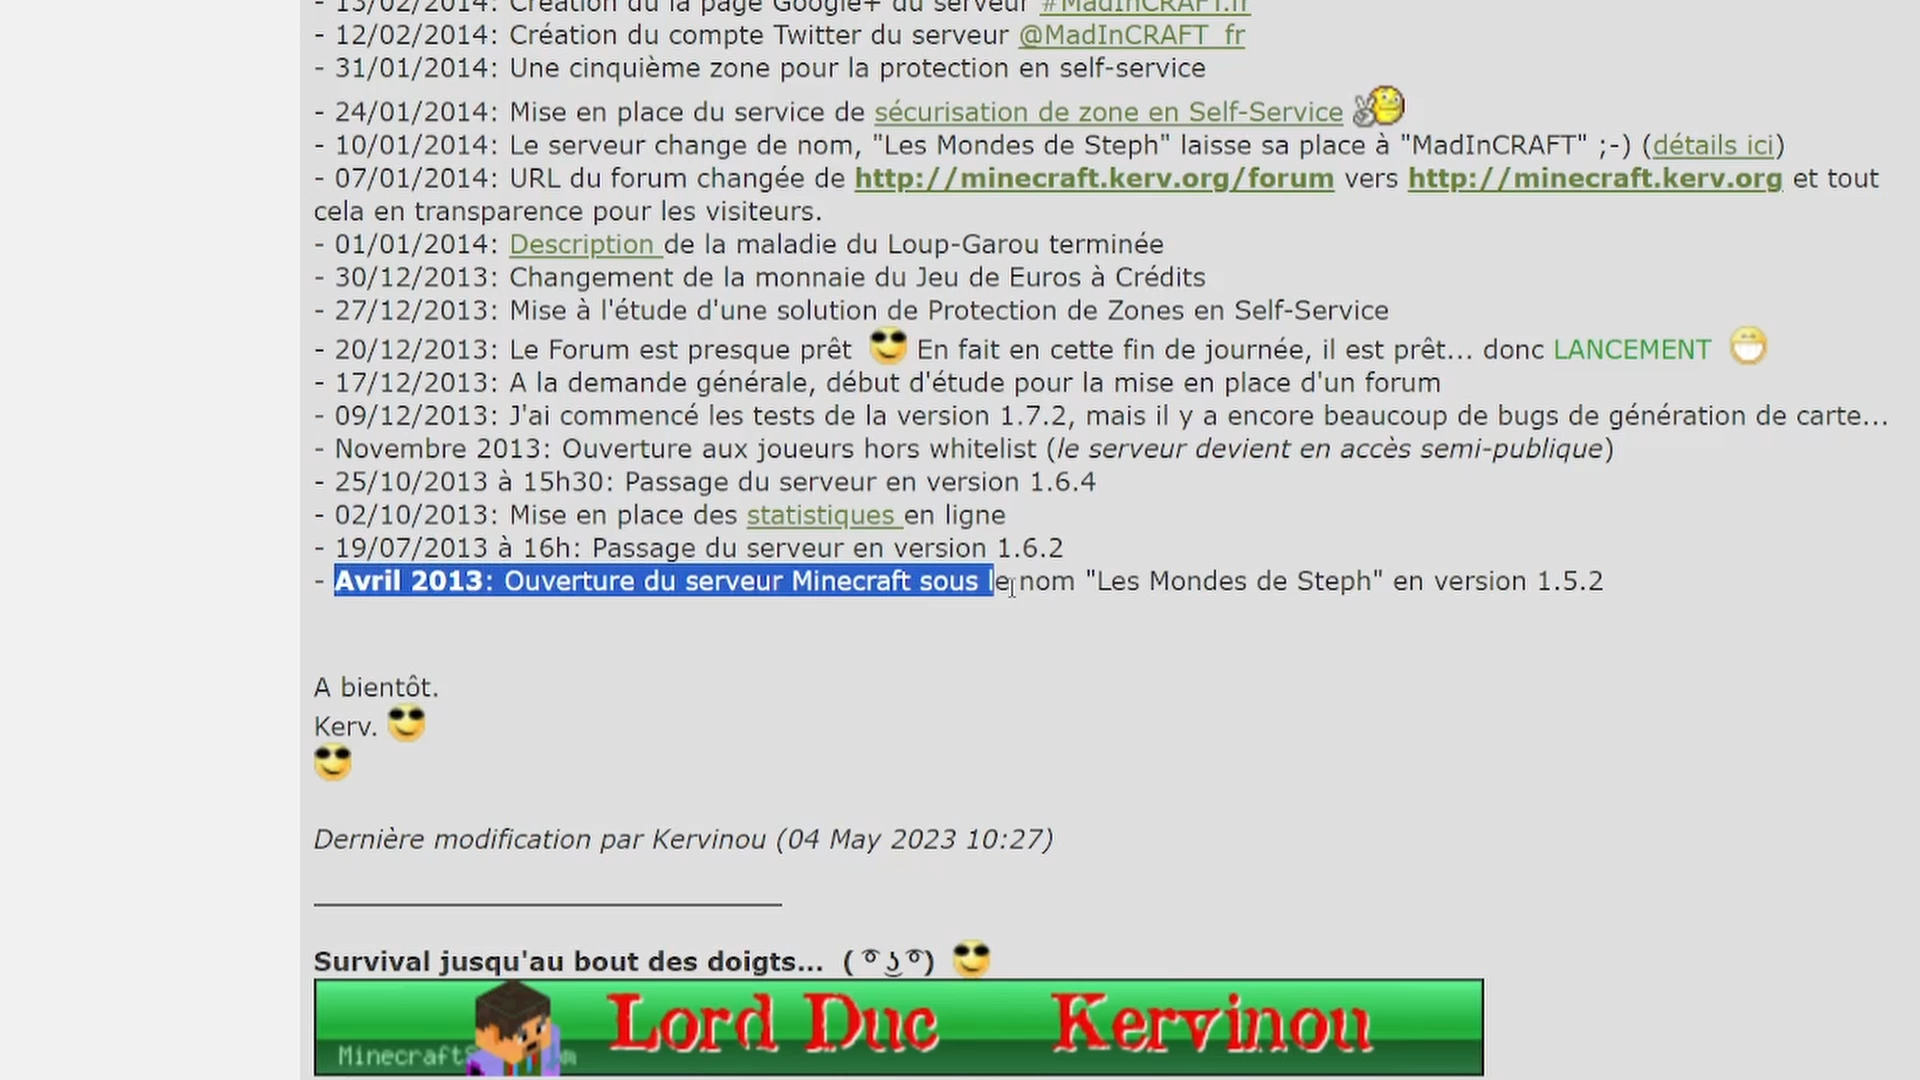 - 13/02/2014: Création du la page Google+ du serveur #MadInCRAFT.fr
- 12/02/2014: Création du compte Twitter du serveur @MadInCRAFT_fr
- 31/01/2014: Une cinquième zone pour la protection en self-service
- 24/01/2014: Mise en place du service de sécurisation de zone en Self-Service
- 10/01/2014: Le serveur change de nom, "Les Mondes de Steph" laisse sa place à "MadInCRAFT" ;-) (détails ici)
- 07/01/2014: URL du forum changée de http://minecraft.kerv.org/forum vers http://minecraft.kerv.org et tout
cela en transparence pour les visiteurs.
- 01/01/2014: Description de la maladie du Loup-Garou terminée
- 30/12/2013: Changement de la monnaie du Jeu de Euros à Crédits
- 27/12/2013: Mise à l'étude d'une solution de Protection de Zones en Self-Service
- 20/12/2013: Le Forum est presque prêt En fait en cette fin de journée, il est prêt... donc LANCEMENT
- 17/12/2013: A la demande générale, début d'étude pour la mise en place d'un forum
- 09/12/2013: J'ai commencé les tests de la version 1.7.2, mais il y a encore beaucoup de bugs de génération de carte...
- Novembre 2013: Ouverture aux joueurs hors whitelist (le serveur devient en accès semi-publique)
- 25/10/2013 à 15h30: Passage du serveur en version 1.6.4
- 02/10/2013: Mise en place des statistiques en ligne
- 19/07/2013 à 16h: Passage du serveur en version 1.6.2
- Avril 2013: Ouverture du serveur Minecraft sous le nom "Les Mondes de Steph" en version 1.5.2
A bientôt.
Kerv.
Dernière modification par Kervinou (04 May 2023 10:27)
Survival jusqu'au bout des doigts... ( ͡° ͜ʖ ͡°)
Lord Duc Kervinou